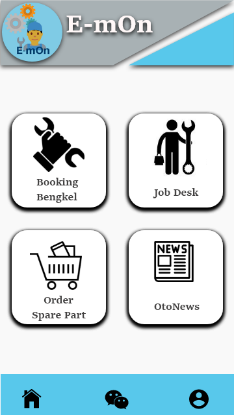 E-mOn
E-mOn
Booking
Bengkel
Job Desk
Order
Spare Part
NEWS
OtoNews